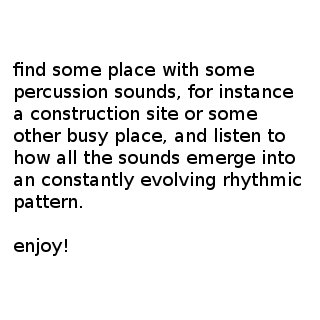 find some place with some
percussion sounds, for instance
a construction site or some
other busy place, and listen to
how all the sounds emerge into
an constantly evolving rhythmic
pattern.
enjoy!